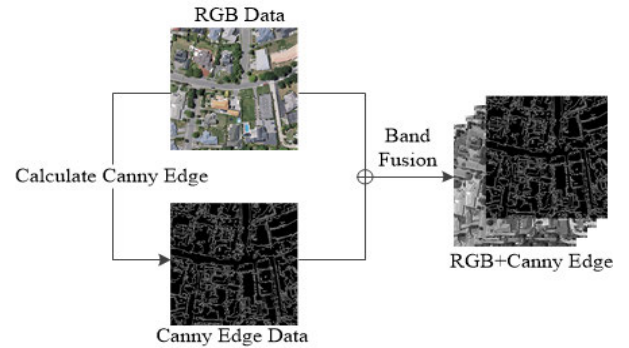 RGB Data
Calculate Canny Edge
Canny Edge Data
Band
Fusion
RGB+Canny Edge